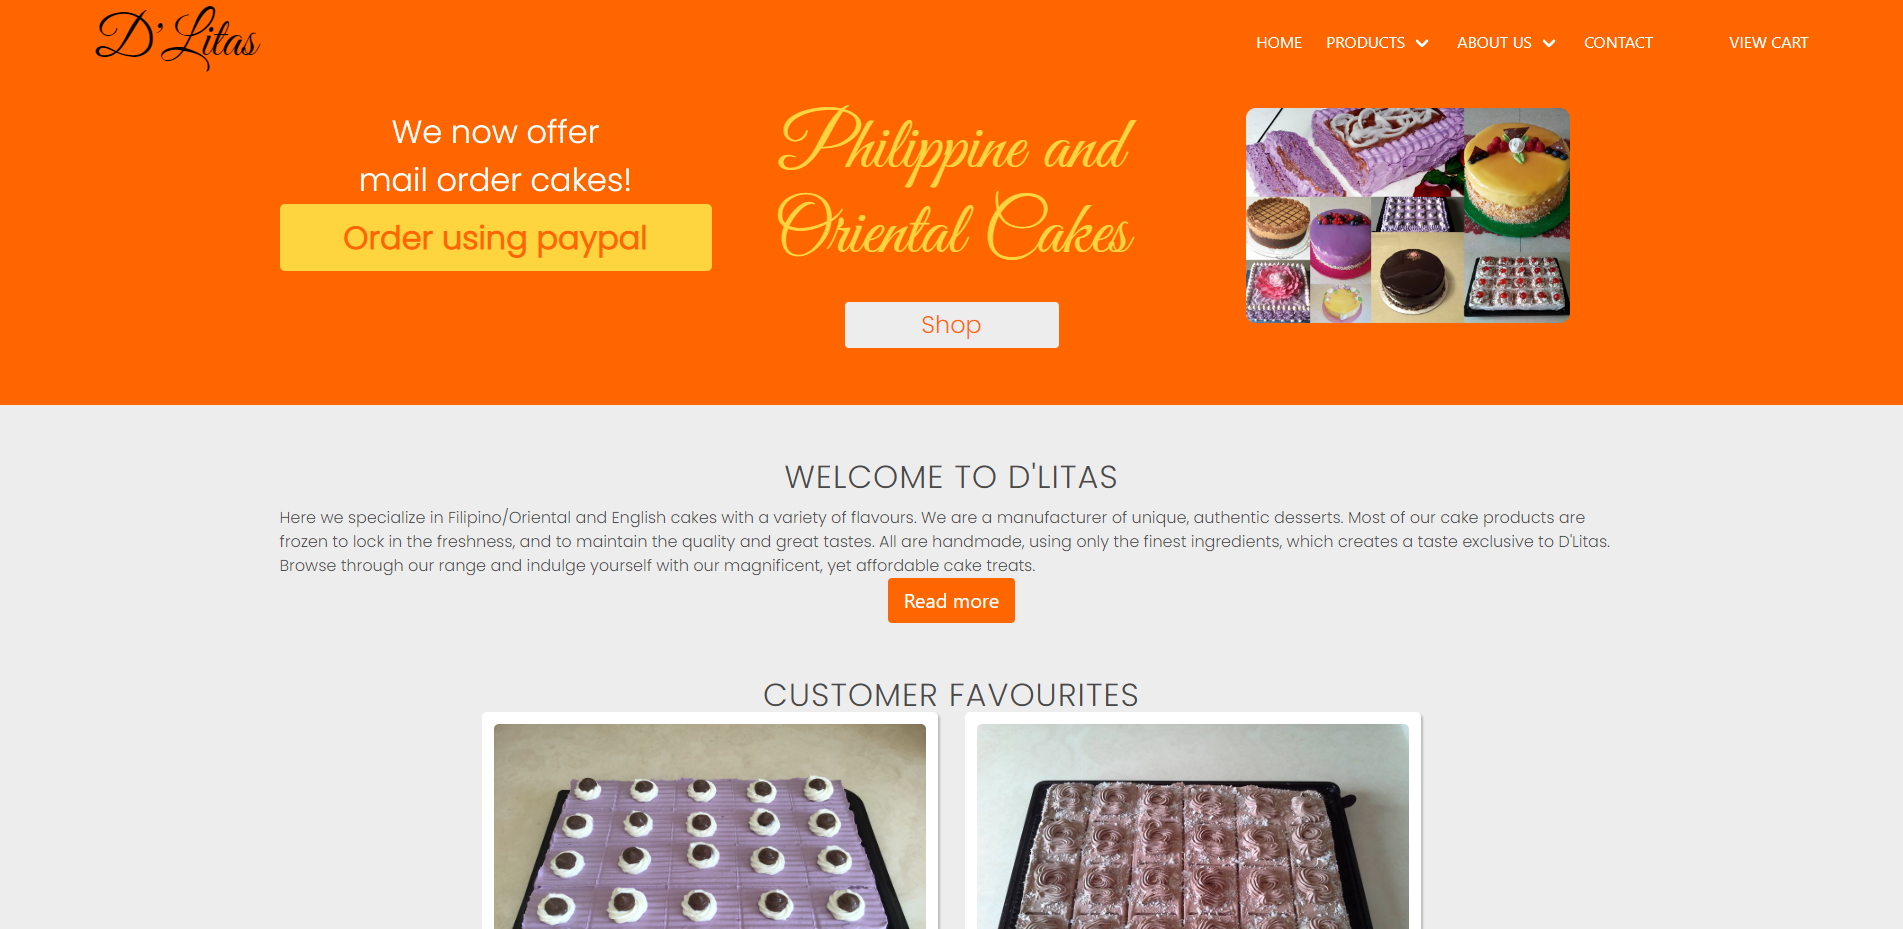 D'Litas
HOME PRODUCTS ABOUT US CONTACT VIEW CART
We now offer
mail order cakes!
Order using paypal
Philippine and
Oriental Cakes
Shop
WELCOME TO D'LITAS
Here we specialize in Filipino/Oriental and English cakes with a variety of flavours. We are a manufacturer of unique, authentic desserts. Most of our cake products are
frozen to lock in the freshness, and to maintain the quality and great tastes. All are handmade, using only the finest ingredients, which creates a taste exclusive to D'Litas.
Browse through our range and indulge yourself with our magnificent, yet affordable cake treats.
Read more
CUSTOMER FAVOURITES